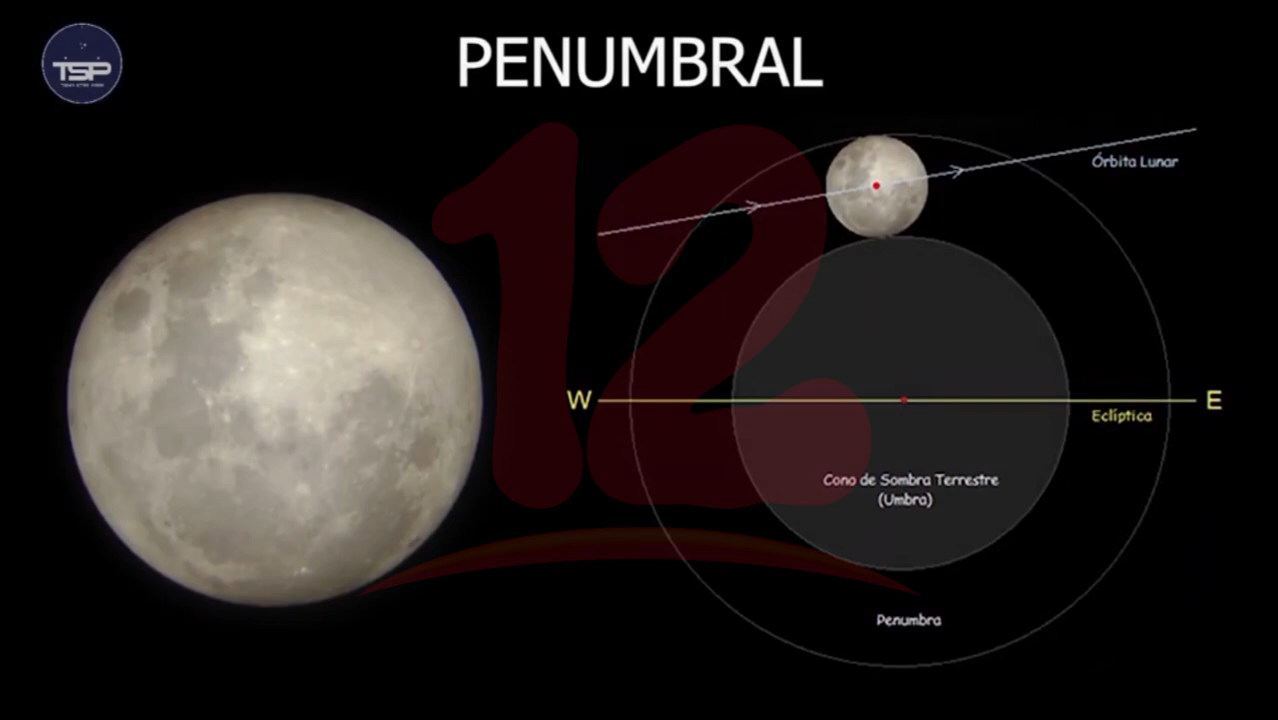 TSP
PENUMBRAL
12
Órbita Lunar
W
E
Eclíptica
Cono de Sombra Terrestre
(Umbra)
Penumbra